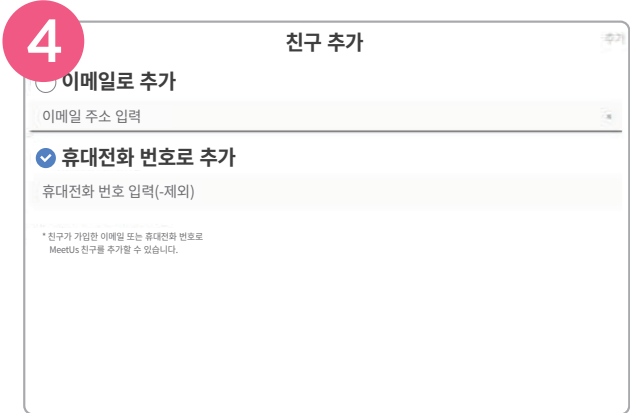 4
친구 추가
추가
이메일로 추가
이메일 주소 입력
휴대전화 번호로 추가
휴대전화 번호 입력(-제외)
* 친구가 가입한 이메일 또는 휴대전화 번호로
MeetUs 친구를 추가할 수 있습니다.